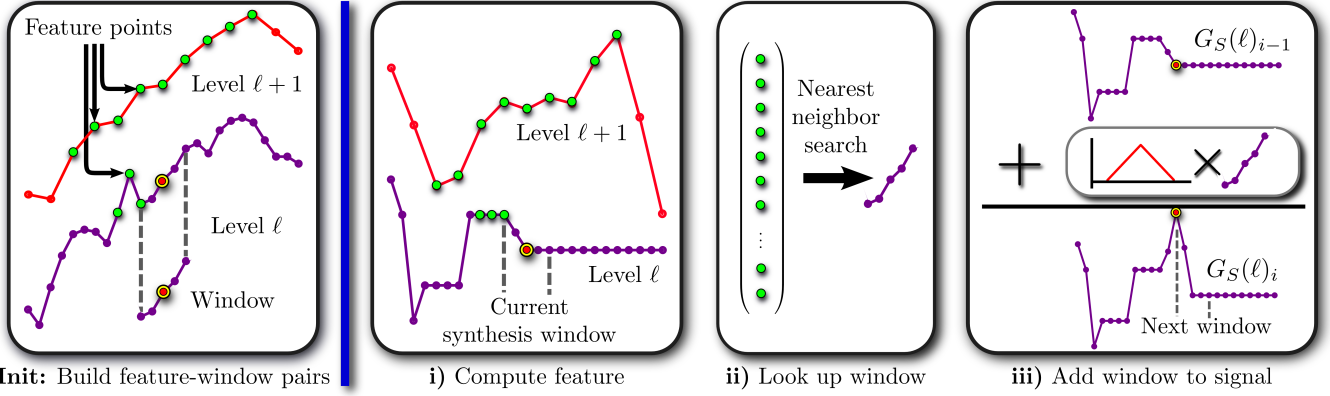 Feature points
Level ℓ + 1
Level ℓ
Window
Init: Build feature-window pairs
Level ℓ + 1
Level ℓ
Current
synthesis window
i) Compute feature
Nearest
neighbor
search
⋮
ii) Look up window
G_S(ℓ)_{i−1}
+
×
G_S(ℓ)_i
Next window
iii) Add window to signal